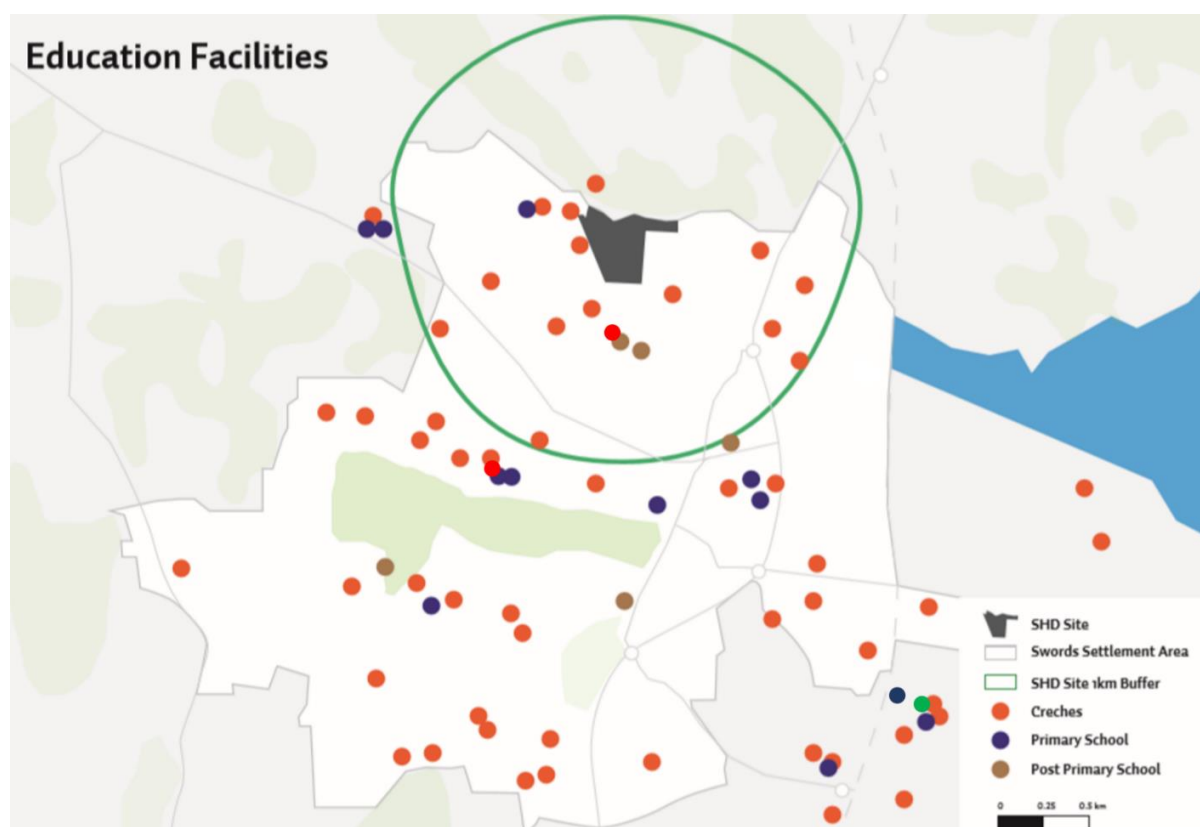 Education Facilities
SHD Site
Swords Settlement Area
SHD Site 1km Buffer
Creches
Primary School
Post Primary School
0 0.25 0.5 km